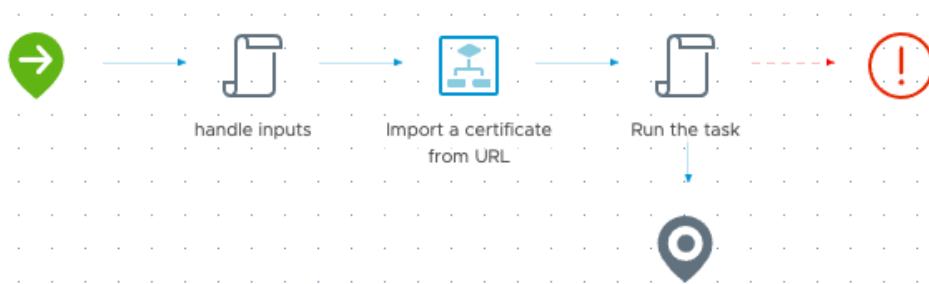 handle inputs
Import a certificate
from URL
Run the task